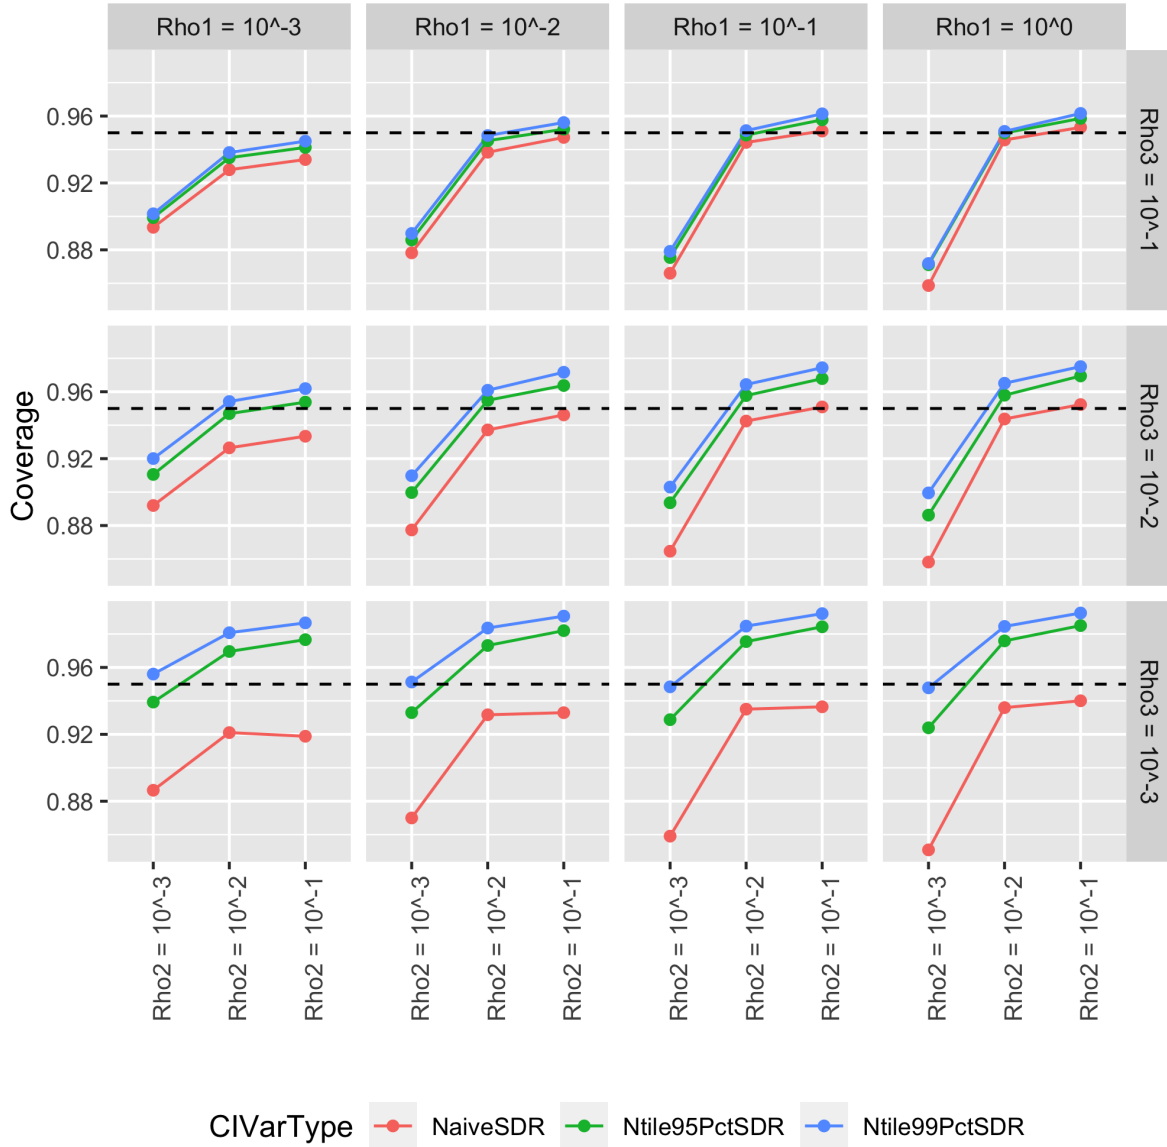 Rho1 = 10^-3
Rho1 = 10^-2
Rho1 = 10^-1
Rho1 = 10^0
0.96
0.92
0.88
Rho3 = 10^-1
0.96
0.92
0.88
Rho3 = 10^-2
0.96
0.92
0.88
Rho3 = 10^-3
Coverage
Rho2 = 10^-3
Rho2 = 10^-2
Rho2 = 10^-1
Rho2 = 10^-3
Rho2 = 10^-2
Rho2 = 10^-1
Rho2 = 10^-3
Rho2 = 10^-2
Rho2 = 10^-1
Rho2 = 10^-3
Rho2 = 10^-2
Rho2 = 10^-1
CIVarType NaiveSDR Ntile95PctSDR Ntile99PctSDR